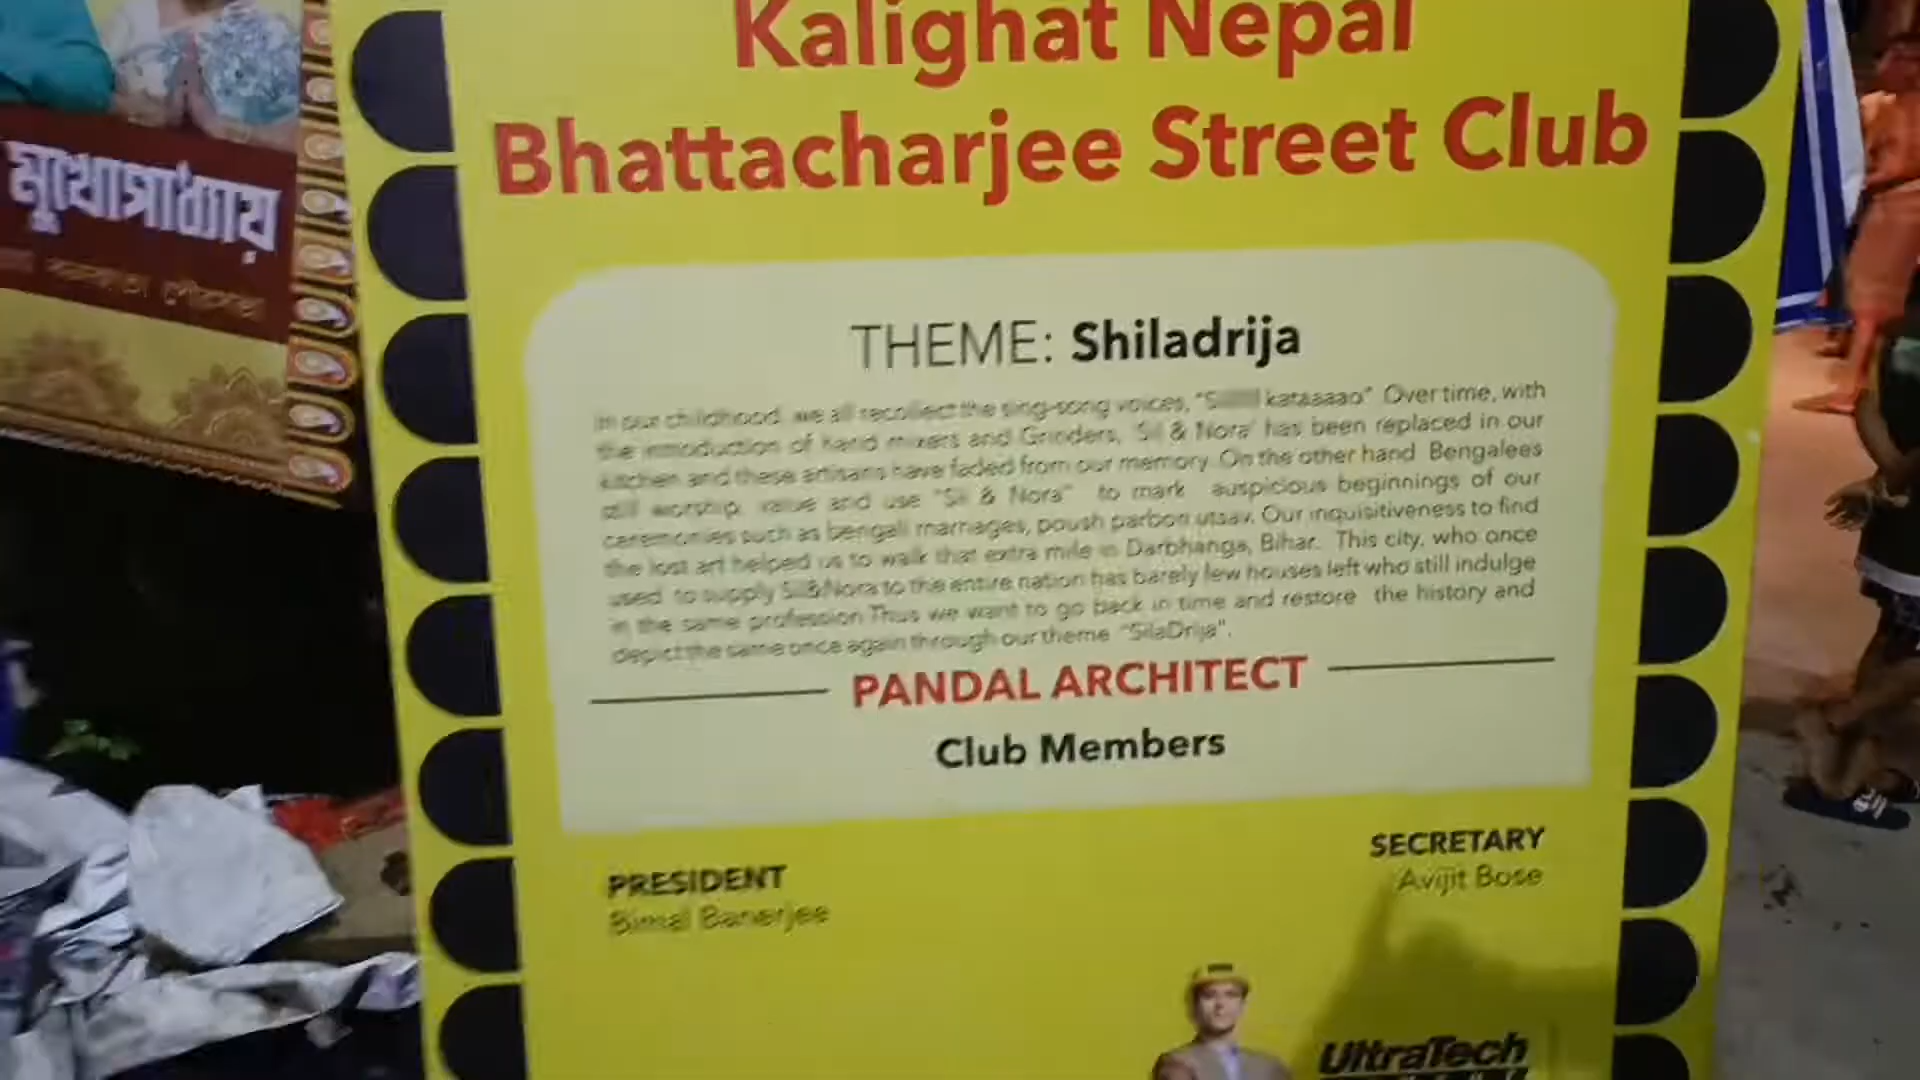 Kalighat Nepal
Bhattacharjee Street Club
মুখোপাধ্যায়
THEME: Shiladrija
In our childhood, we all recollect the sing-song voices, "Sillllll kataaaao" Over time, with
the introduction of hand mixers and Grinders, 'Sil & Nora' has been replaced in our
kitchen and these artisans have faded from our memory. On the other hand Bengalees
still worship, value and use "Sil & Nora" to mark auspicious beginnings of our
ceremonies such as bengali marriages, poush parbon utsav. Our inquisitiveness to find
the lost art helped us to walk that extra mile in Darbhanga, Bihar. This city, who once
used to supply Sil&Nora to the entire nation has barely few houses left who still indulge
in the same profession. Thus we want to go back in time and restore the history and
depict the same once again through our theme "SilaDrija".
PANDAL ARCHITECT
Club Members
PRESIDENT
Bimal Banerjee
SECRETARY
Avijit Bose
UltraTech